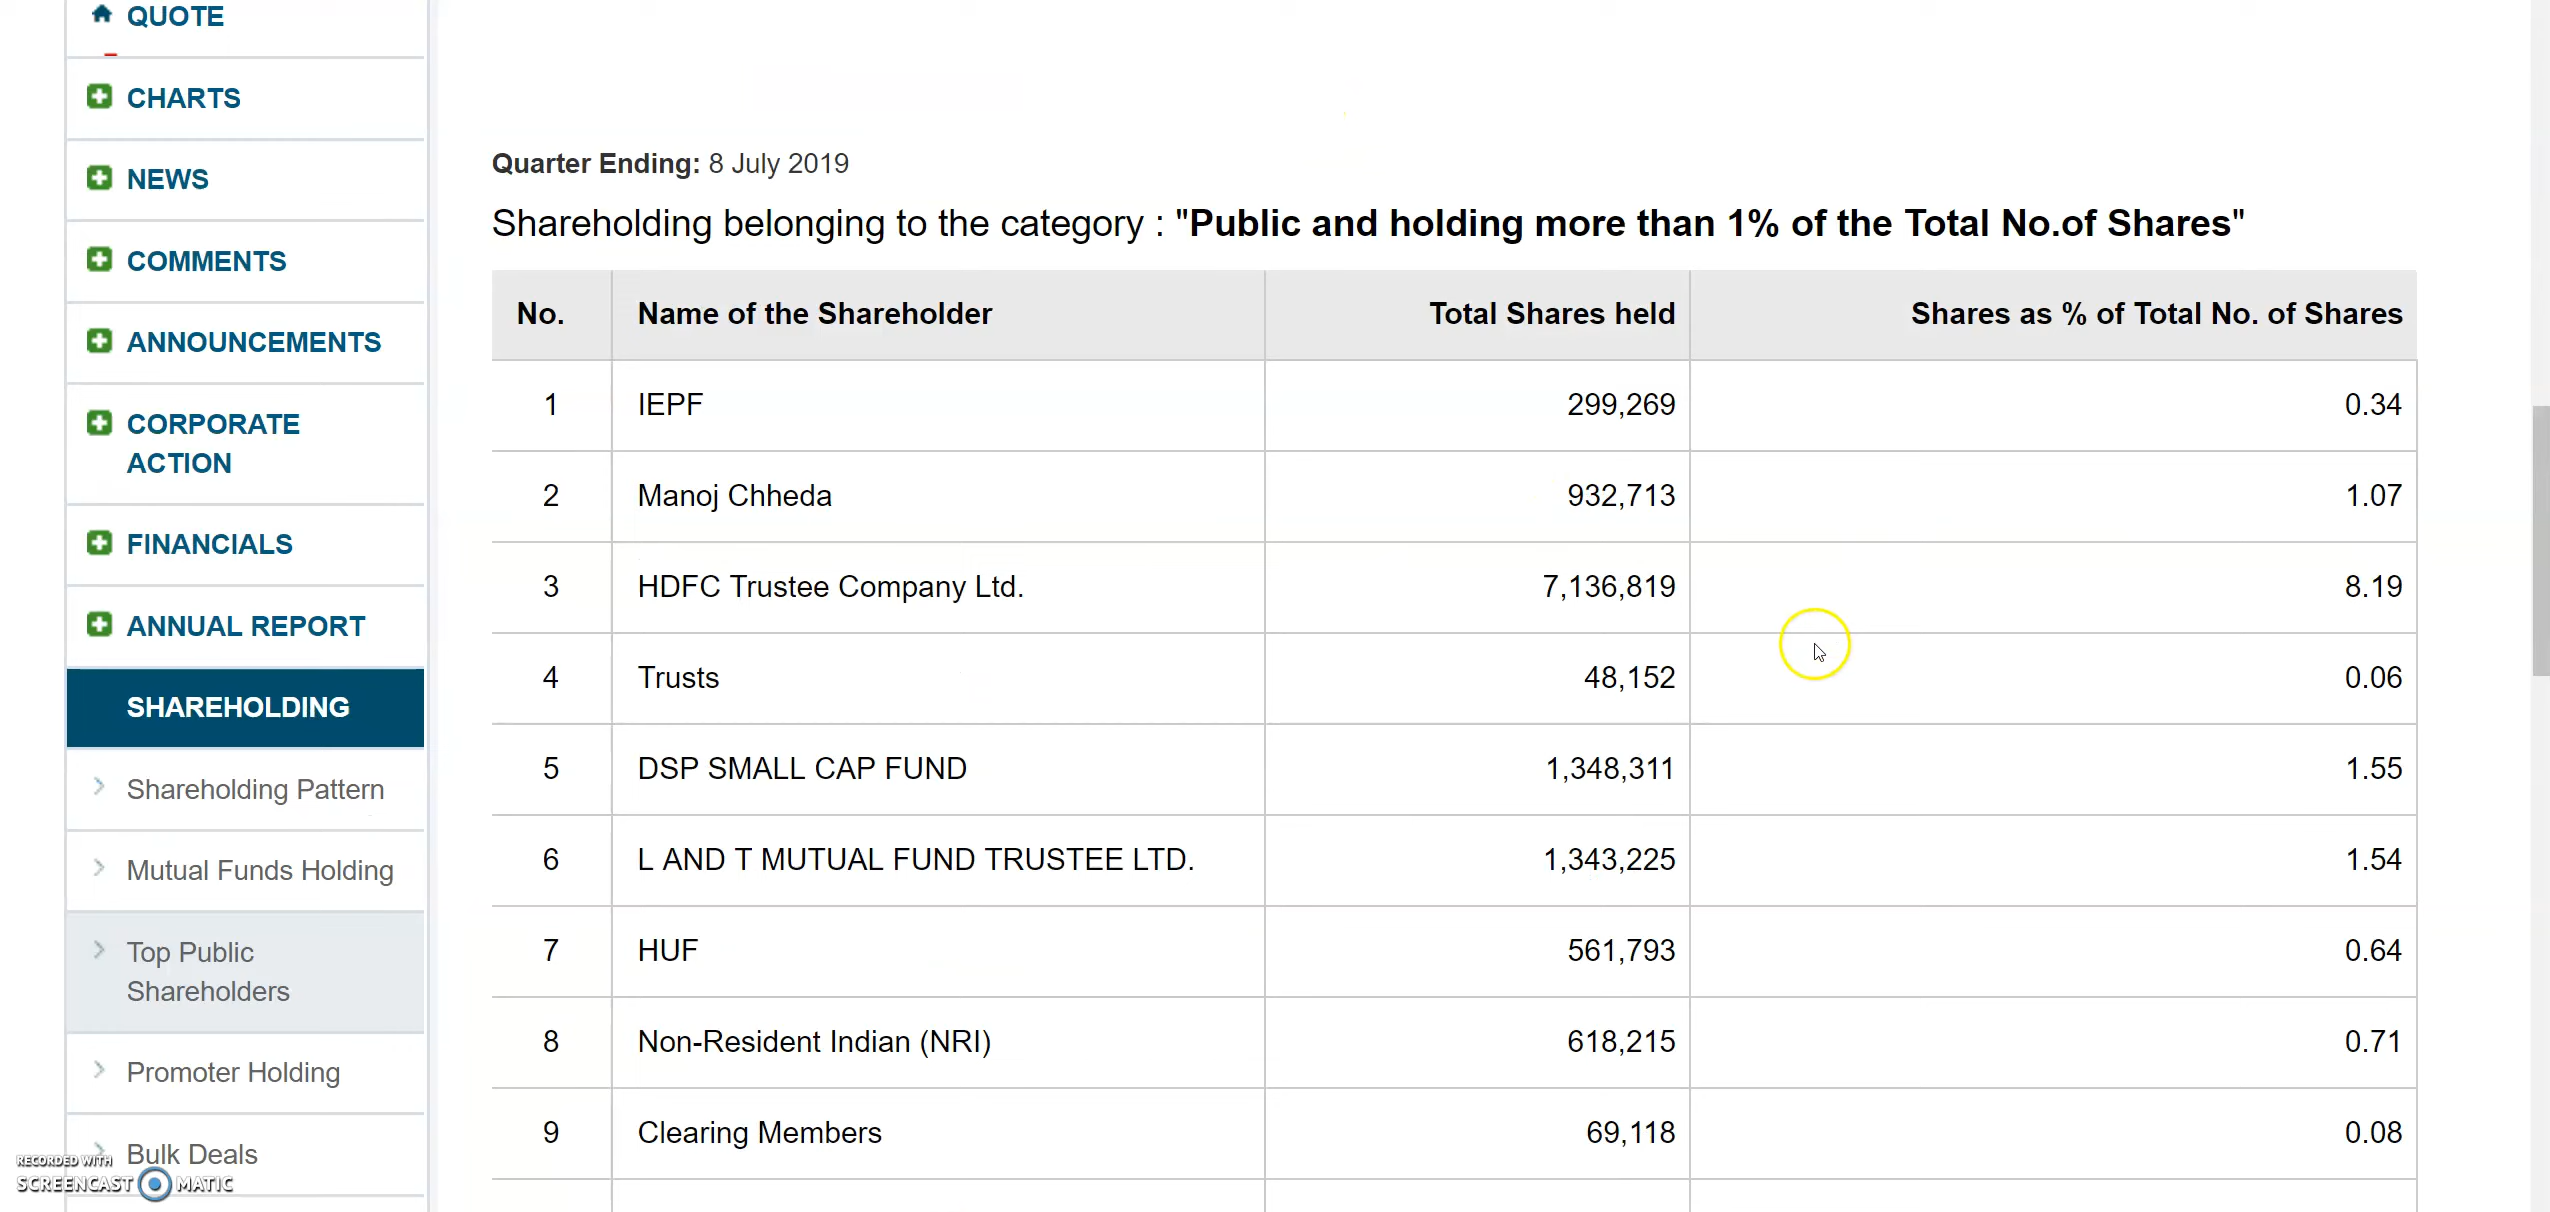 QUOTE
CHARTS
NEWS
COMMENTS
ANNOUNCEMENTS
CORPORATE
ACTION
FINANCIALS
ANNUAL REPORT
SHAREHOLDING
Shareholding Pattern
Mutual Funds Holding
Top Public
Shareholders
Promoter Holding
Bulk Deals
RECORDED WITH
SCREENCAST MATIC
Quarter Ending: 8 July 2019
Shareholding belonging to the category : "Public and holding more than 1% of the Total No.of Shares"
No. Name of the Shareholder Total Shares held Shares as % of Total No. of Shares
1 IEPF 299,269 0.34
2 Manoj Chheda 932,713 1.07
3 HDFC Trustee Company Ltd. 7,136,819 8.19
4 Trusts 48,152 0.06
5 DSP SMALL CAP FUND 1,348,311 1.55
6 L AND T MUTUAL FUND TRUSTEE LTD. 1,343,225 1.54
7 HUF 561,793 0.64
8 Non-Resident Indian (NRI) 618,215 0.71
9 Clearing Members 69,118 0.08